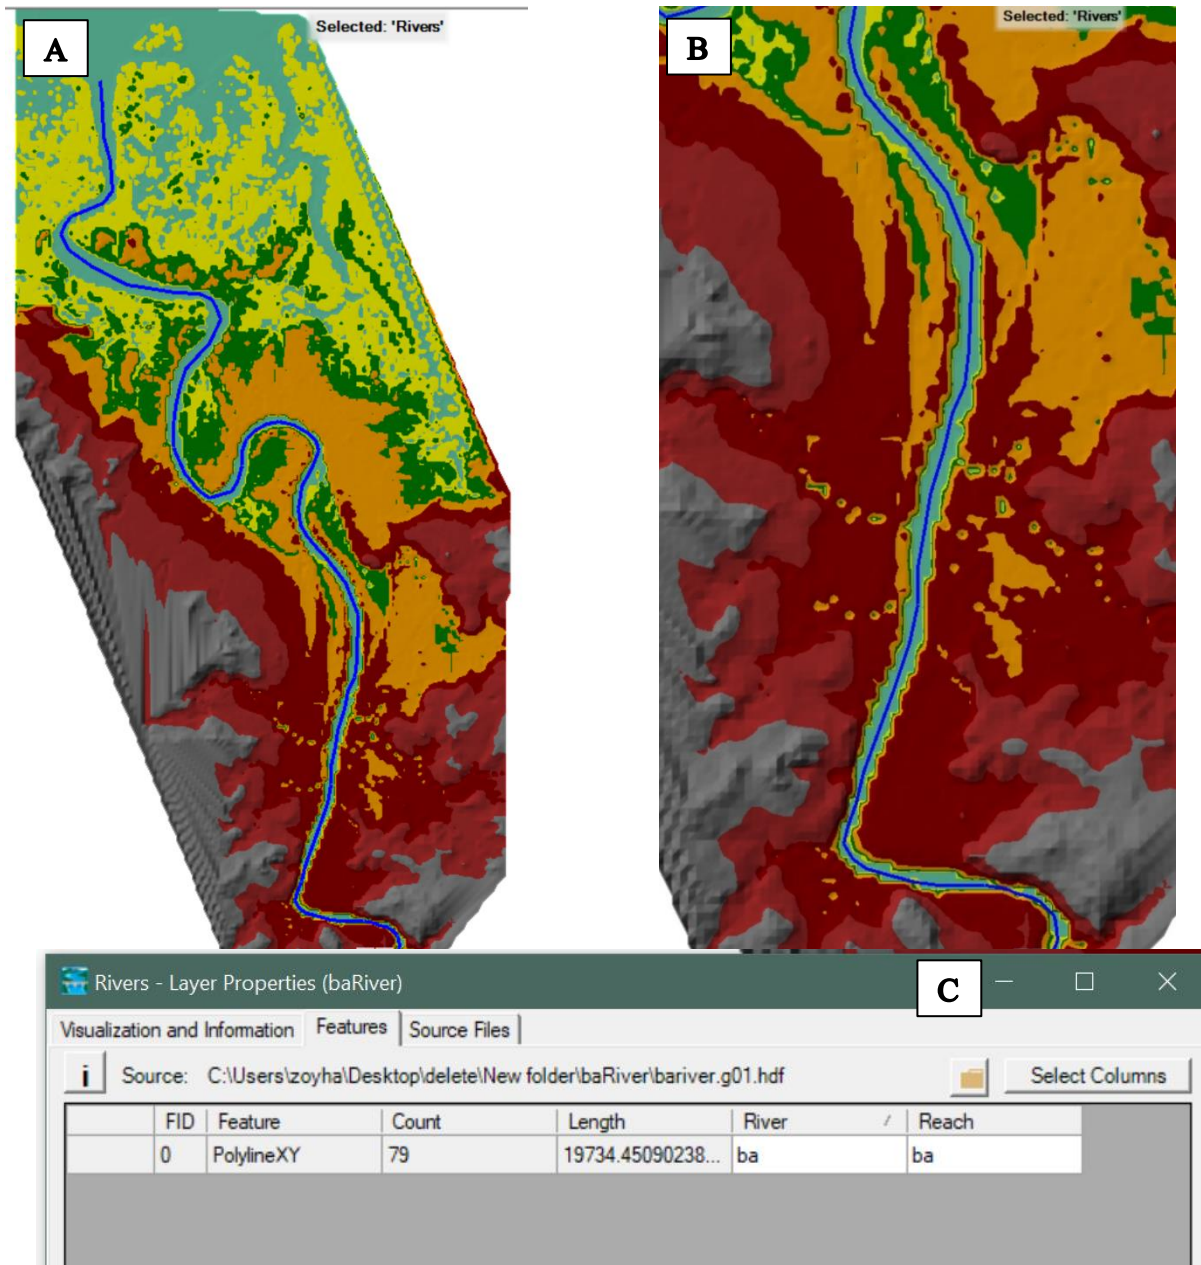 A
Selected: 'Rivers'
B
Selected: 'Rivers'
Rivers - Layer Properties (baRiver)
C
Visualization and Information Features Source Files
i Source: C:\Users\zoyha\Desktop\delete\New folder\baRiver\bariver.g01.hdf Select Columns
FID Feature Count Length River / Reach
0 PolylineXY 79 19734.45090238... ba ba